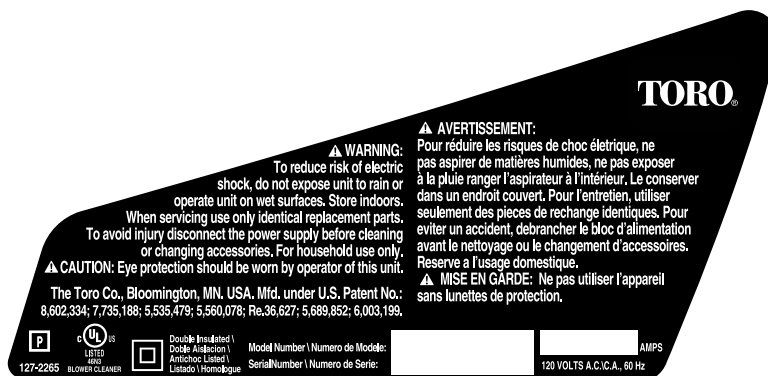 TORO®
⚠ WARNING:
To reduce risk of electric
shock, do not expose unit to rain or
operate unit on wet surfaces. Store indoors.
When servicing use only identical replacement parts.
To avoid injury disconnect the power supply before cleaning
or changing accessories. For household use only.
⚠ CAUTION: Eye protection should be worn by operator of this unit.
The Toro Co., Bloomington, MN. USA. Mfd. under U.S. Patent No.:
8,602,334; 7,735,188; 5,535,479; 5,560,078; Re.36,627; 5,689,852; 6,003,199.
⚠ AVERTISSEMENT:
Pour réduire les risques de choc életrique, ne
pas aspirer de matières humides, ne pas exposer
à la pluie ranger l'aspirateur à l'intérieur. Le conserver
dans un endroit couvert. Pour l'entretien, utiliser
seulement des pieces de rechange identiques. Pour
eviter un accident, debrancher le bloc d'alimentation
avant le nettoyage ou le changement d'accessoires.
Reserve a l'usage domestique.
⚠ MISE EN GARDE: Ne pas utiliser l'appareil
sans lunettes de protection.
P
127-2265
C UL US
LISTED
46N3
BLOWER CLEANER
Double Insulated \
Doble Aislacion \
Antichoc Listed \
Listado \ Homologue
Model Number \ Numero de Modele:
SerialNumber \ Numero de Serie:
AMPS
120 VOLTS A.C.\C.A., 60 Hz